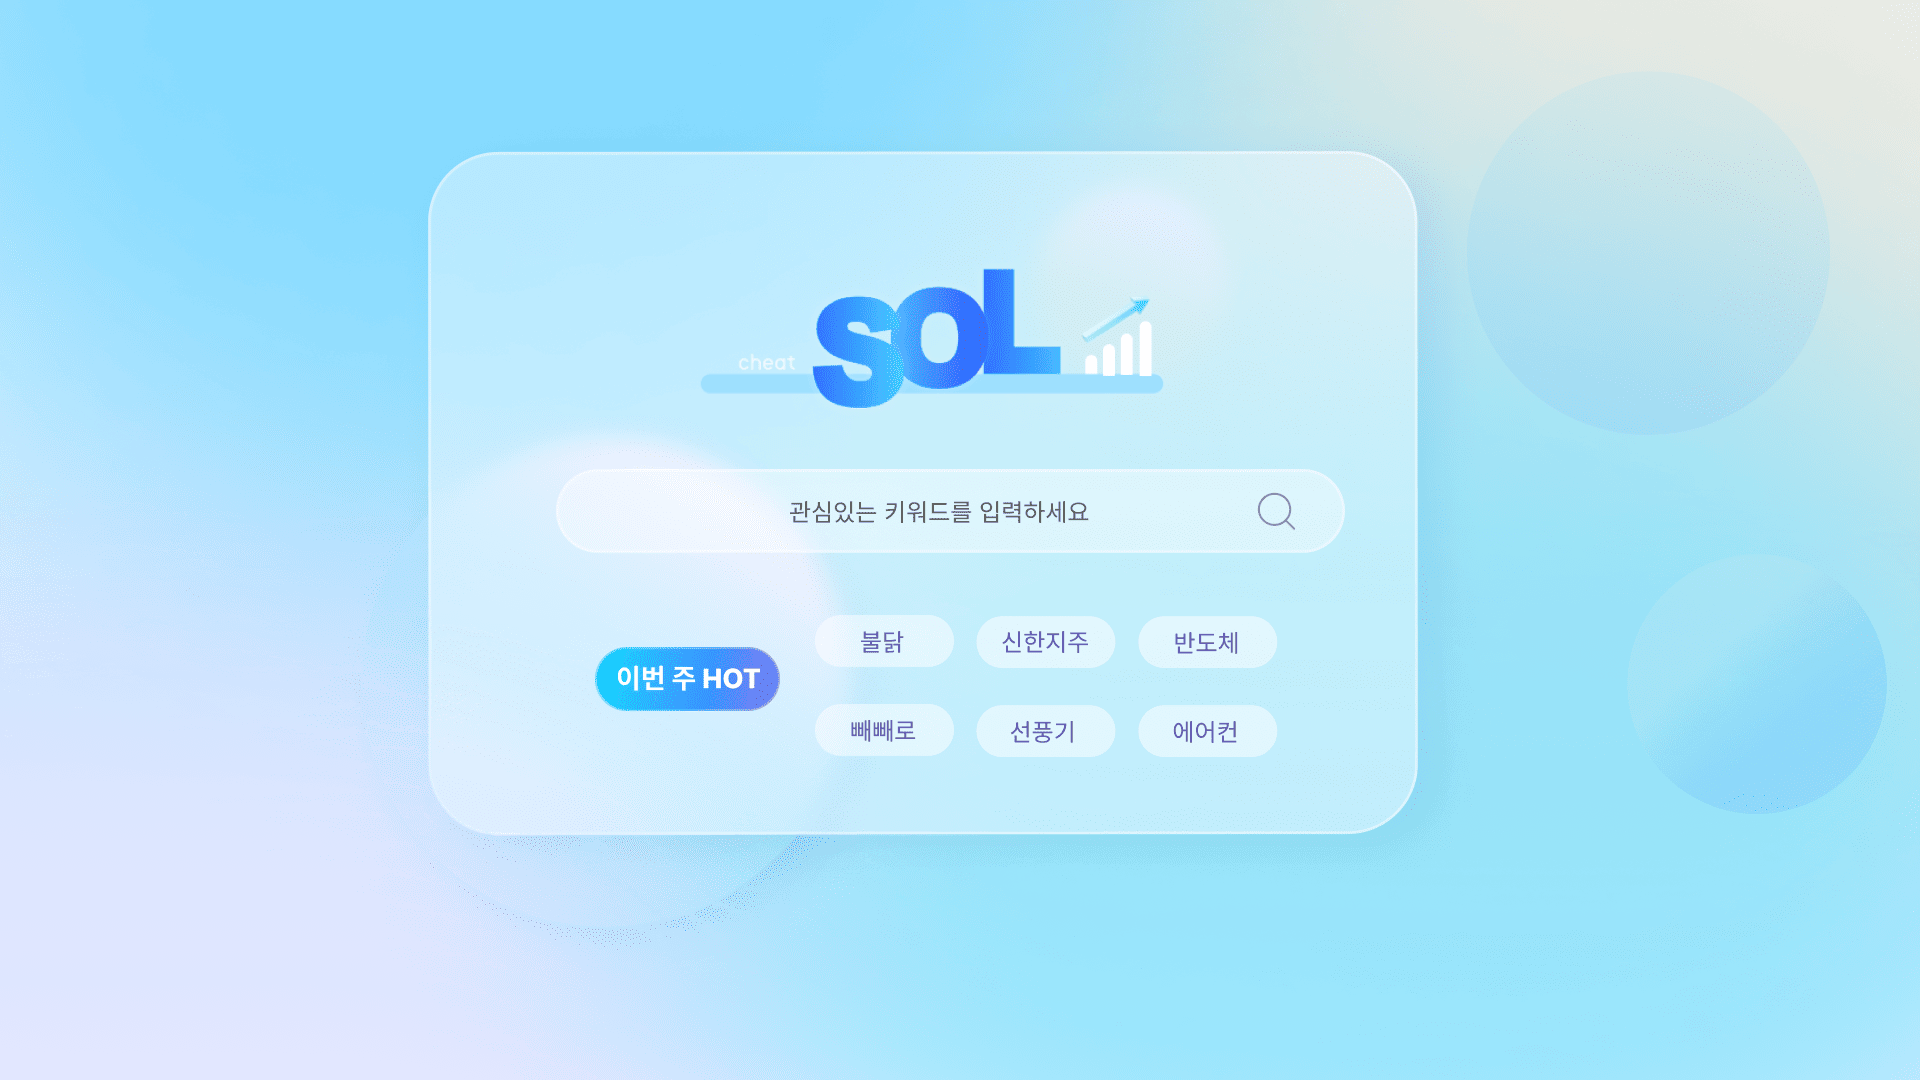 cheat
SOL
관심있는 키워드를 입력하세요
이번 주 HOT
불닭
신한지주
반도체
빼빼로
선풍기
에어컨